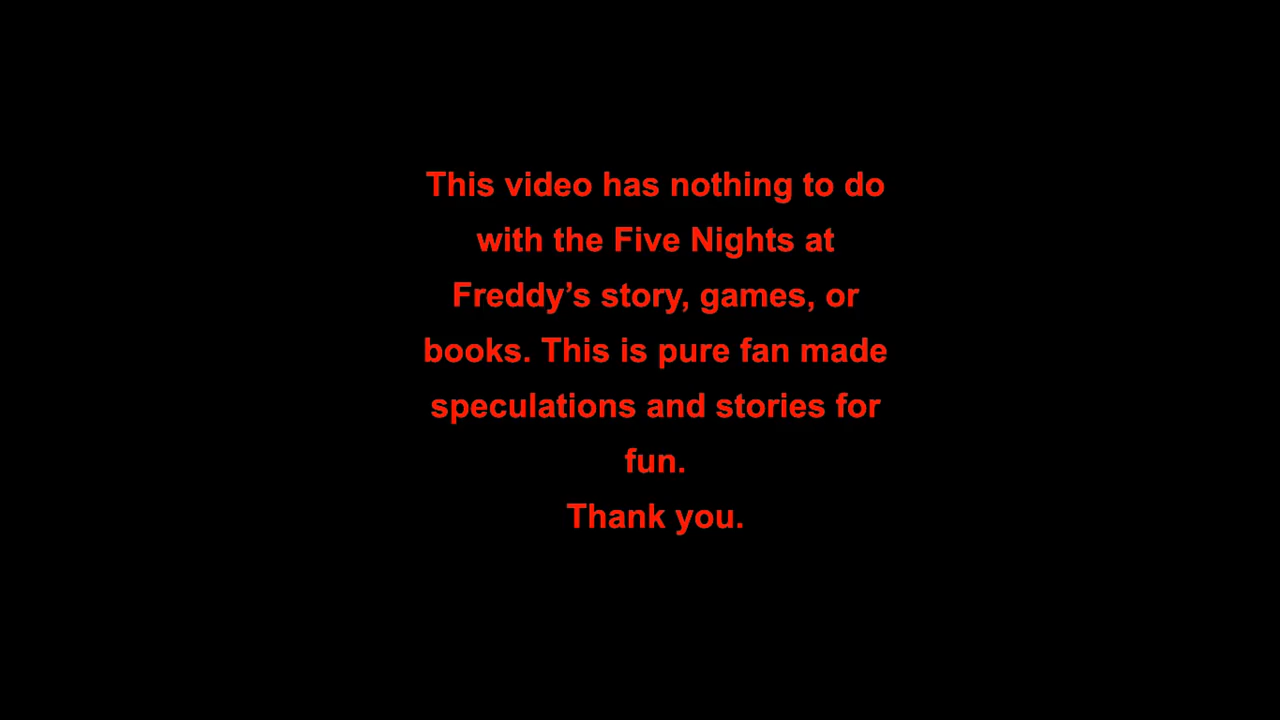 This video has nothing to do
with the Five Nights at
Freddy’s story, games, or
books. This is pure fan made
speculations and stories for
fun.
Thank you.